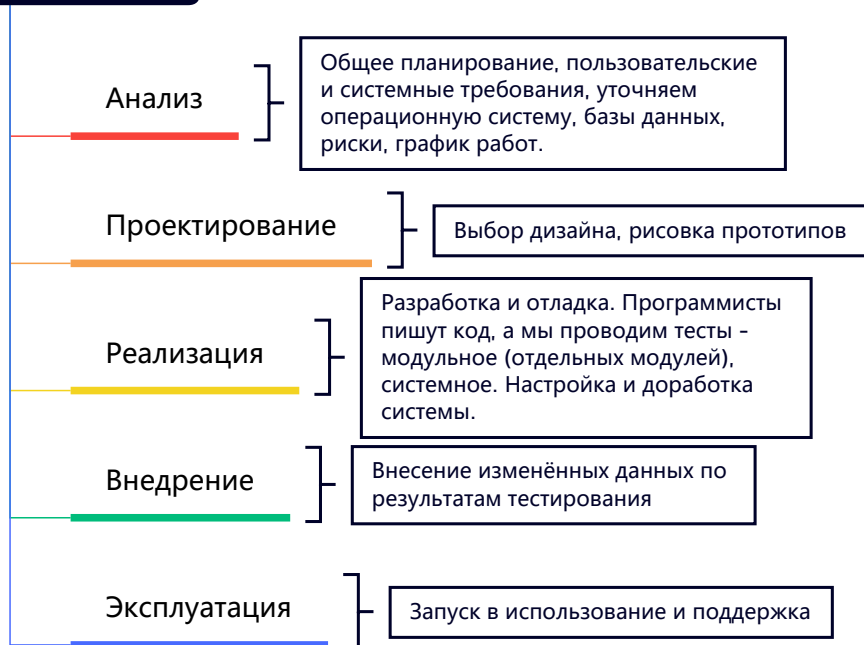 Анализ
Общее планирование, пользовательские
и системные требования, уточняем
операционную систему, базы данных,
риски, график работ.
Проектирование
Выбор дизайна, рисовка прототипов
Реализация
Разработка и отладка. Программисты
пишут код, а мы проводим тесты –
модульное (отдельных модулей),
системное. Настройка и доработка
системы.
Внедрение
Внесение изменённых данных по
результатам тестирования
Эксплуатация
Запуск в использование и поддержка